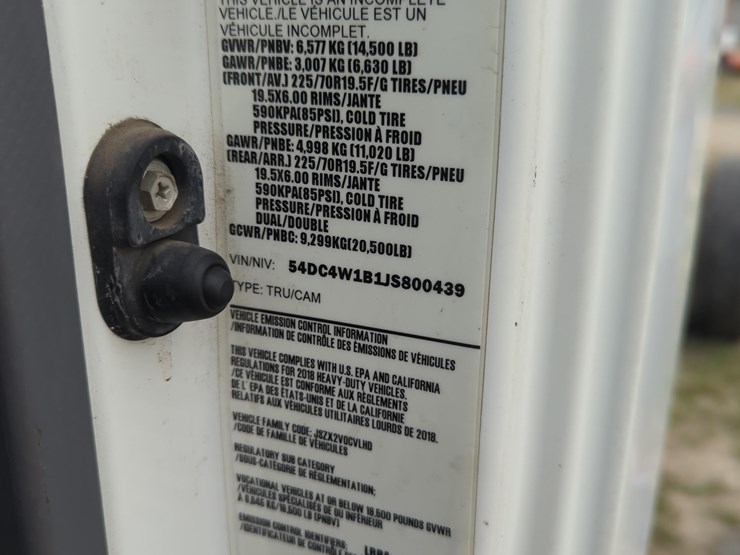 THIS VEHICLE IS AN INCOMPLETE
VEHICLE./LE VÉHICULE EST UN
VÉHICULE INCOMPLET.
GVWR/PNBV: 6,577 KG (14,500 LB)
GAWR/PNBE: 3,007 KG (6,630 LB)
(FRONT/AV.) 225/70R19.5F/G TIRES/PNEU
19.5X6.00 RIMS/JANTE
590KPA(85PSI), COLD TIRE
PRESSURE/PRESSION À FROID
GAWR/PNBE: 4,998 KG (11,020 LB)
(REAR/ARR.) 225/70R19.5F/G TIRES/PNEU
19.5X6.00 RIMS/JANTE
590KPA(85PSI), COLD TIRE
PRESSURE/PRESSION À FROID
DUAL/DOUBLE
GCWR/PNBC: 9,299KG(20,500LB)
VIN/NIV: 54DC4W1B1JS800439
TYPE: TRU/CAM
VEHICLE EMISSION CONTROL INFORMATION
/INFORMATION DE CONTRÔLE DES ÉMISSIONS DE VÉHICULES
THIS VEHICLE COMPLIES WITH U.S. EPA AND CALIFORNIA
REGULATIONS FOR 2018 HEAVY-DUTY VEHICLES.
/CE VÉHICULE EST CONFORME AUX RÈGLEMENTS
DE L'EPA DES ÉTATS-UNIS ET DE LA CALIFORNIE
RELATIFS AUX VÉHICULES UTILITAIRES LOURDS DE 2018.
VEHICLE FAMILY CODE: JSZX2VOCVLHD
/CODE DE FAMILLE DE VÉHICULES
REGULATORY SUB CATEGORY
/SOUS-CATÉGORIE DE RÉGLEMENTATION:
VOCATIONAL VEHICLES AT OR BELOW 19,500 POUNDS GVWR
/VÉHICULES SPÉCIALISÉS DE OU INFÉRIEUR
À 8,845 KG/19,500 LB (PNBV)
EMISSION CONTROL IDENTIFIERS:
/IDENTIFICATEUR DE CONTRÔLE